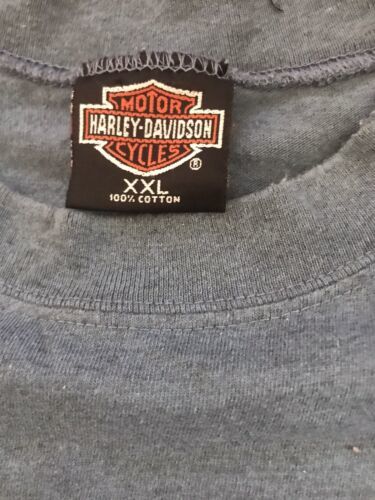 MOTOR
HARLEY-DAVIDSON
CYCLES
®
XXL
100% COTTON